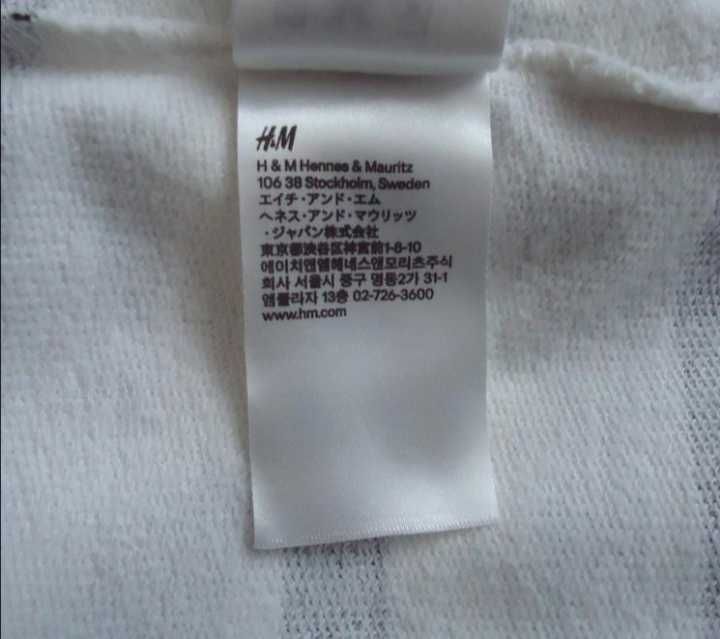 H&M
H & M Hennes & Mauritz
106 38 Stockholm, Sweden
エイチ・アンド・エム
ヘネス・アンド・マウリッツ
・ジャパン株式会社
東京都渋谷区神宮前1-8-10
에이치앤엠헤네스앤모리츠주식
회사 서울시 중구 명동2가 31-1
엠플라자 13층 02-726-3600
www.hm.com